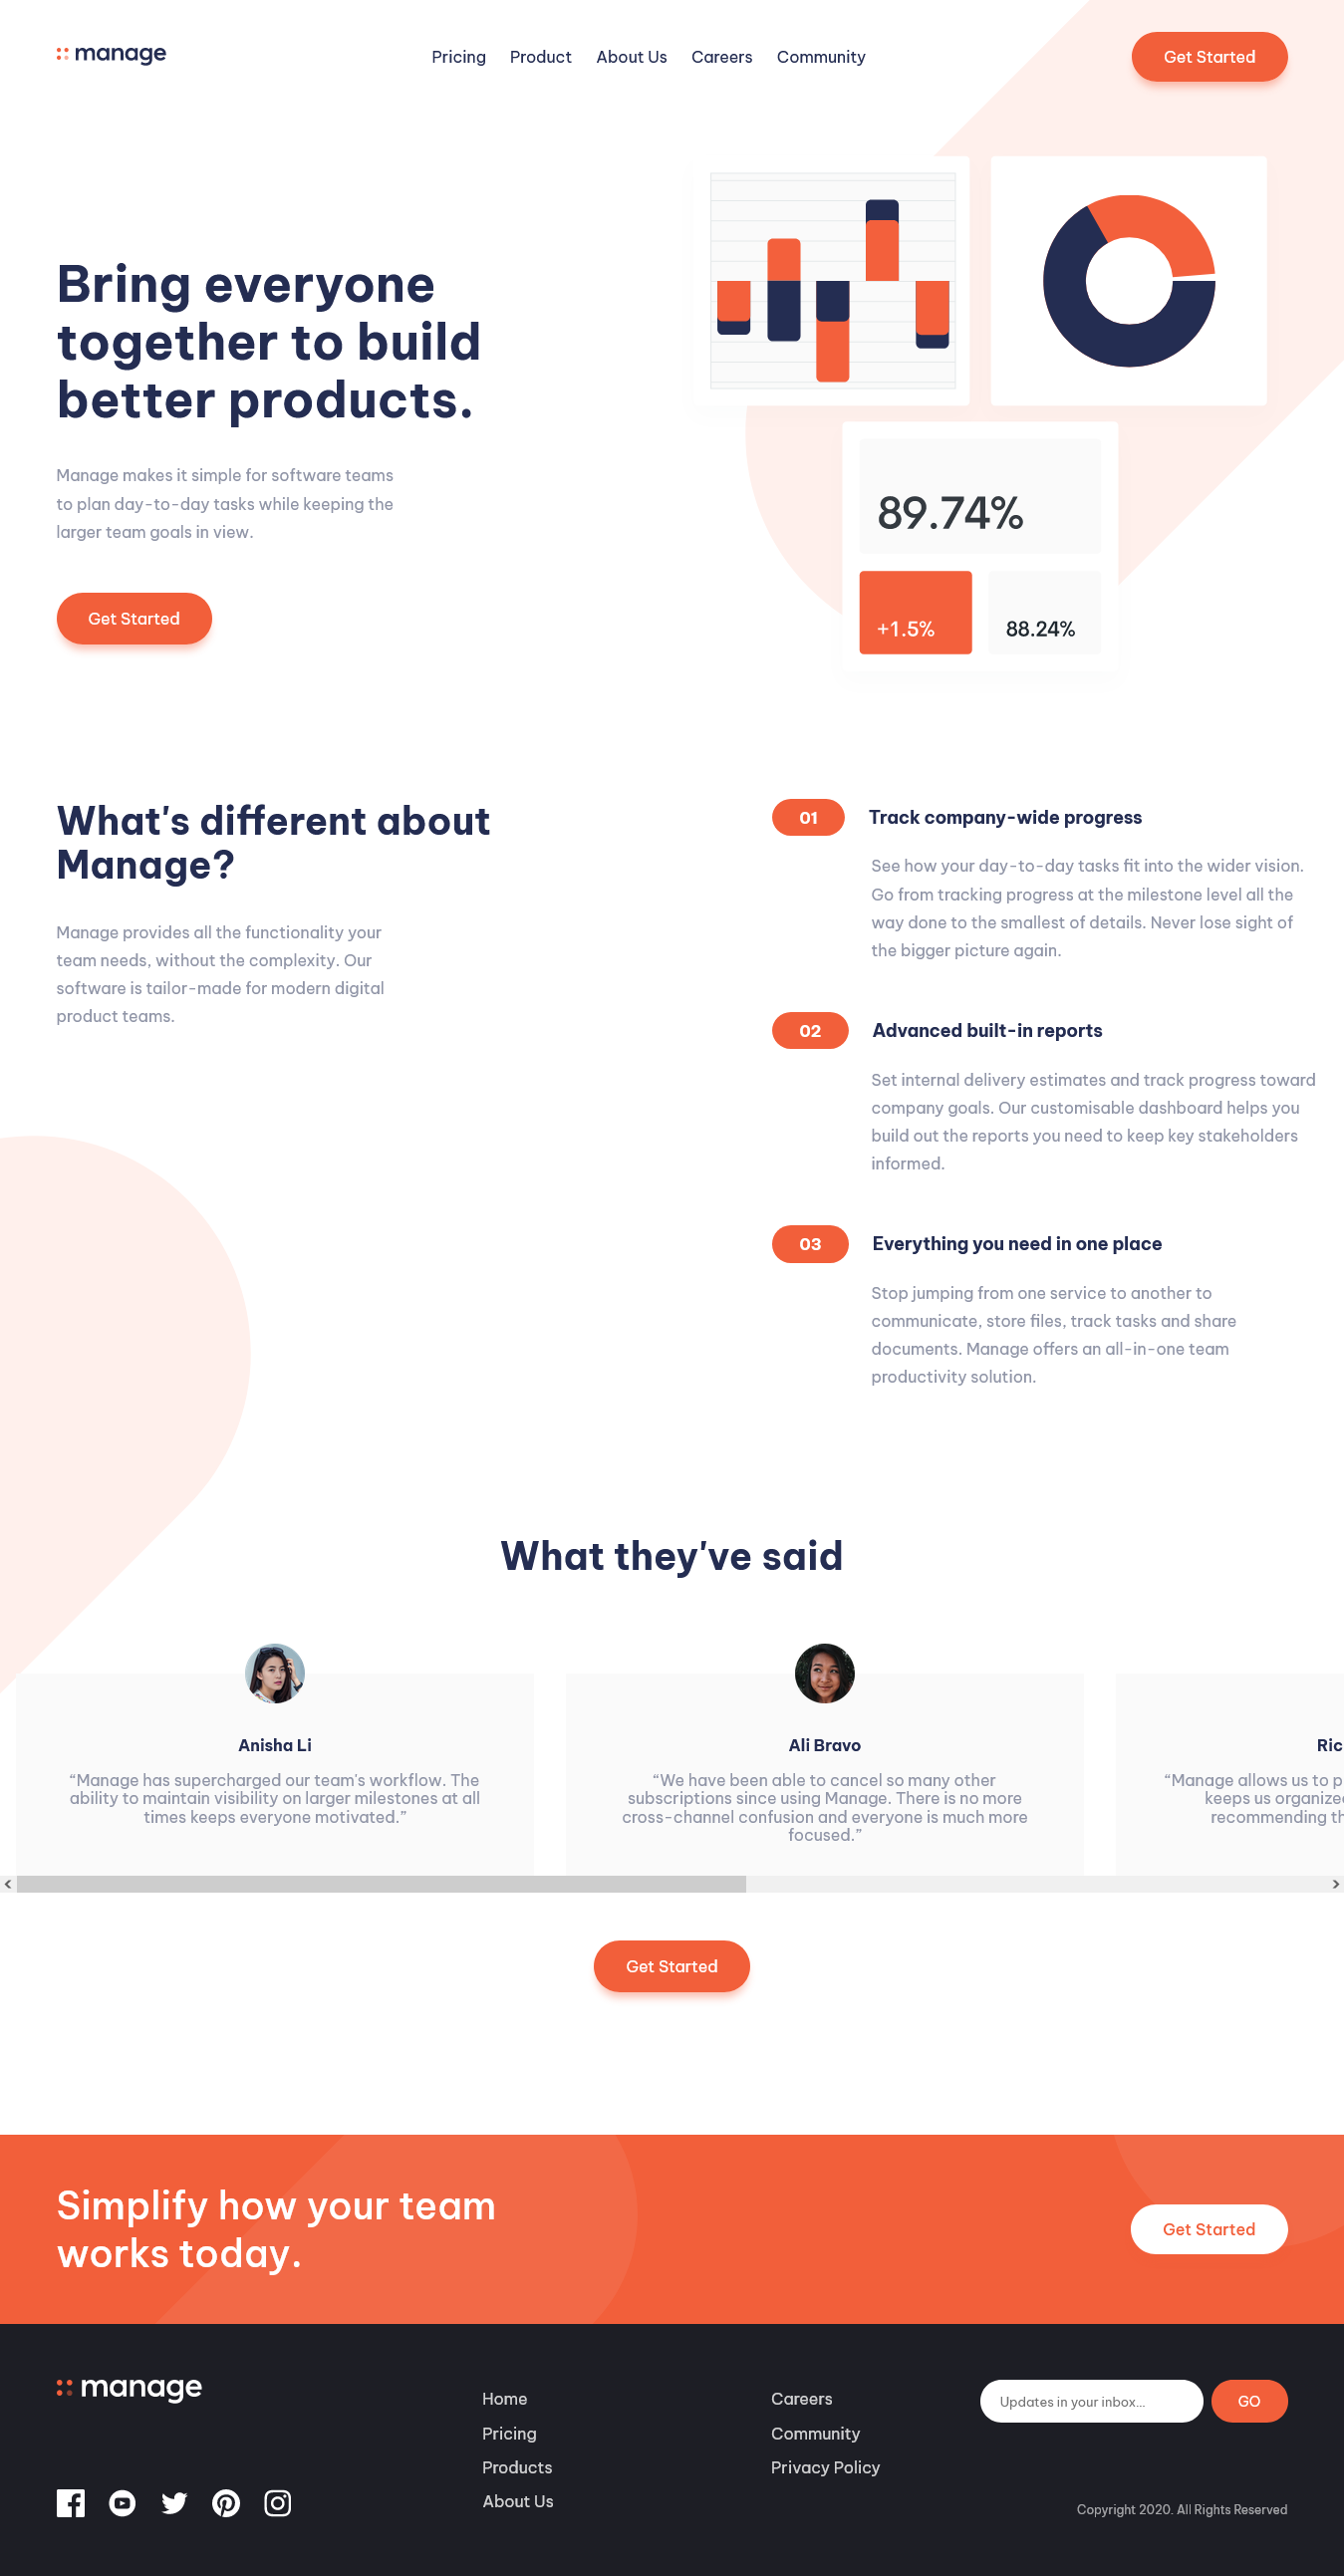 manage
Pricing Product About Us Careers Community
Get Started
Bring everyone
together to build
better products.
Manage makes it simple for software teams
to plan day-to-day tasks while keeping the
larger team goals in view.
Get Started
89.74%
+1.5%
88.24%
What's different about
Manage?
Manage provides all the functionality your
team needs, without the complexity. Our
software is tailor-made for modern digital
product teams.
01 Track company-wide progress
See how your day-to-day tasks fit into the wider vision.
Go from tracking progress at the milestone level all the
way done to the smallest of details. Never lose sight of
the bigger picture again.
02 Advanced built-in reports
Set internal delivery estimates and track progress toward
company goals. Our customisable dashboard helps you
build out the reports you need to keep key stakeholders
informed.
03 Everything you need in one place
Stop jumping from one service to another to
communicate, store files, track tasks and share
documents. Manage offers an all-in-one team
productivity solution.
What they've said
Anisha Li
“Manage has supercharged our team's workflow. The
ability to maintain visibility on larger milestones at all
times keeps everyone motivated.”
Ali Bravo
“We have been able to cancel so many other
subscriptions since using Manage. There is no more
cross-channel confusion and everyone is much more
focused.”
Ric
“Manage allows us to p
keeps us organize
recommending th
Get Started
Simplify how your team
works today.
Get Started
manage
Home
Pricing
Products
About Us
Careers
Community
Privacy Policy
Updates in your inbox...
GO
Copyright 2020. All Rights Reserved